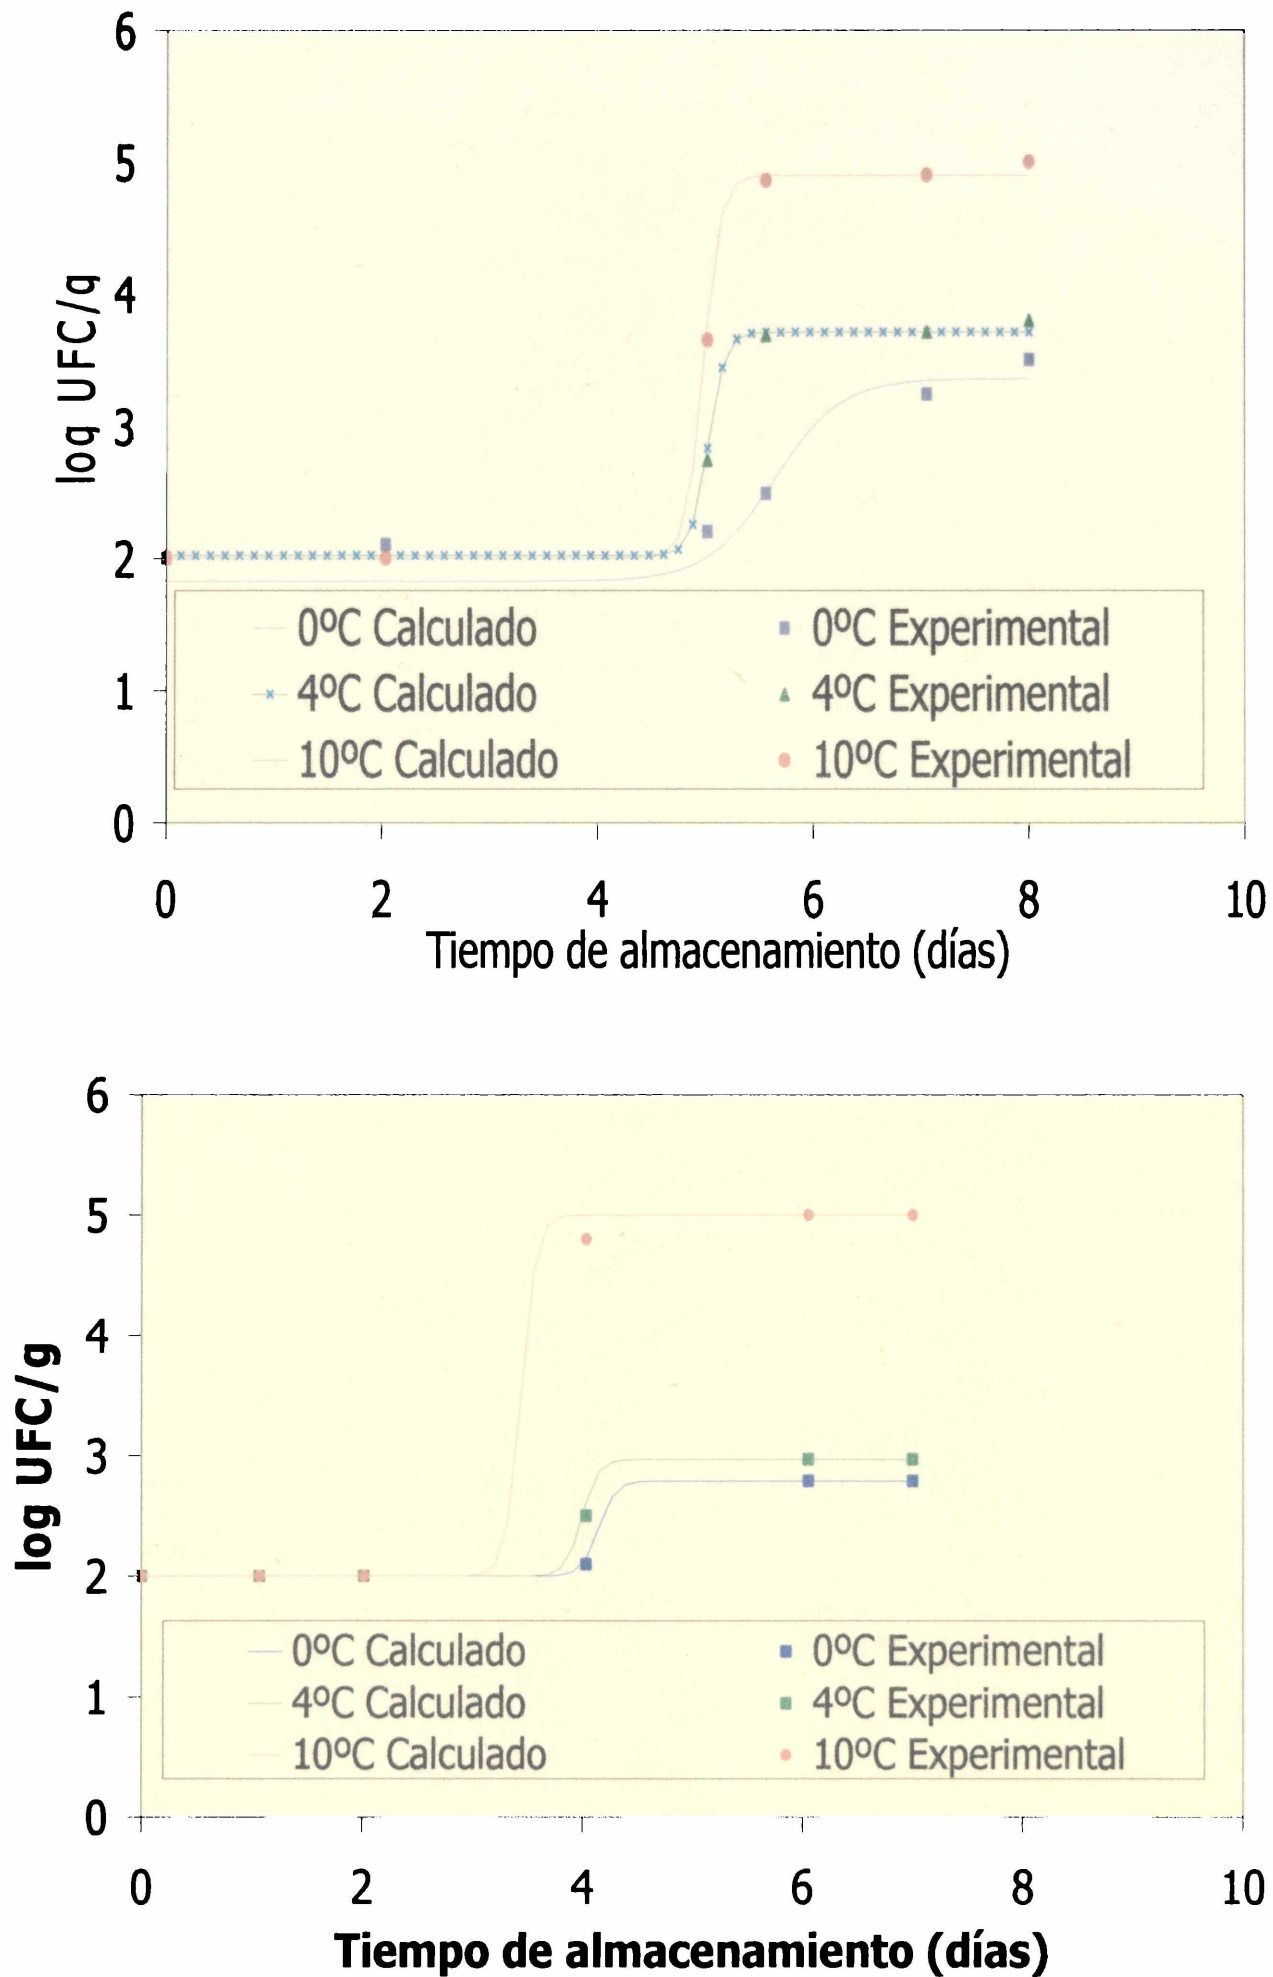 6
5
4
3
2
1
0
log UFC/g
0ºC Calculado
0ºC Experimental
4ºC Calculado
4ºC Experimental
10ºC Calculado
10ºC Experimental
0 2 4 6 8 10
Tiempo de almacenamiento (días)
6
5
4
3
2
1
0
log UFC/g
0ºC Calculado
0ºC Experimental
4ºC Calculado
4ºC Experimental
10ºC Calculado
10ºC Experimental
0 2 4 6 8 10
Tiempo de almacenamiento (días)